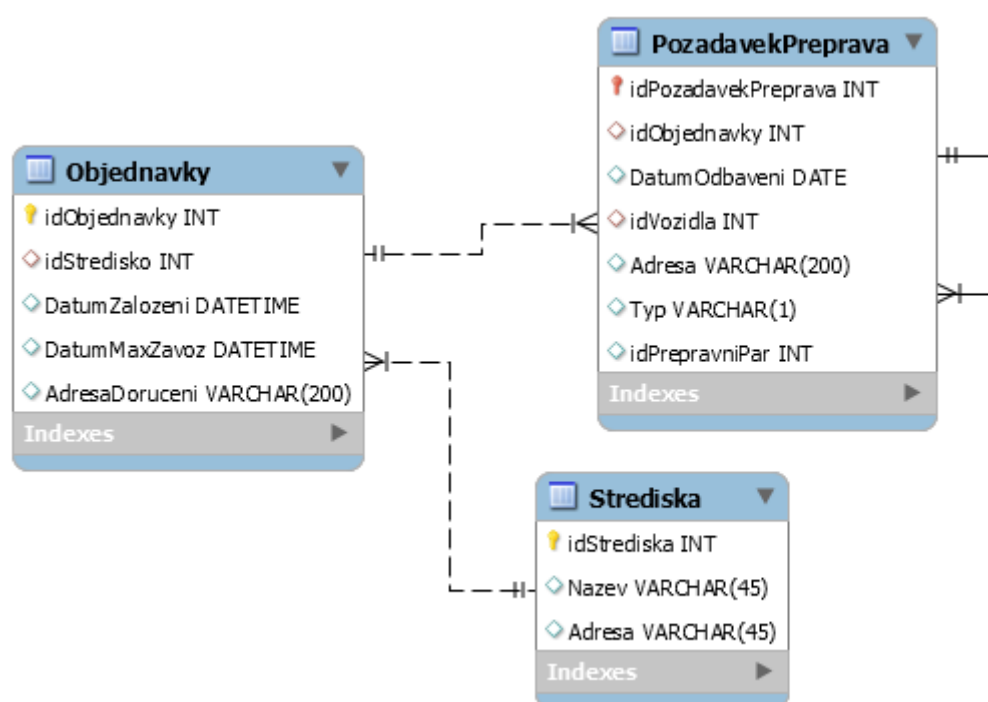 Objednavky
idObjednavky INT
idStredisko INT
DatumZalozeni DATETIME
DatumMaxZavoz DATETIME
AdresaDoruceni VARCHAR(200)
Indexes
PozadavekPreprava
idPozadavekPreprava INT
idObjednavky INT
DatumOdbaveni DATE
idVozidla INT
Adresa VARCHAR(200)
Typ VARCHAR(1)
idPrepravniPar INT
Indexes
Strediska
idStrediska INT
Nazev VARCHAR(45)
Adresa VARCHAR(45)
Indexes